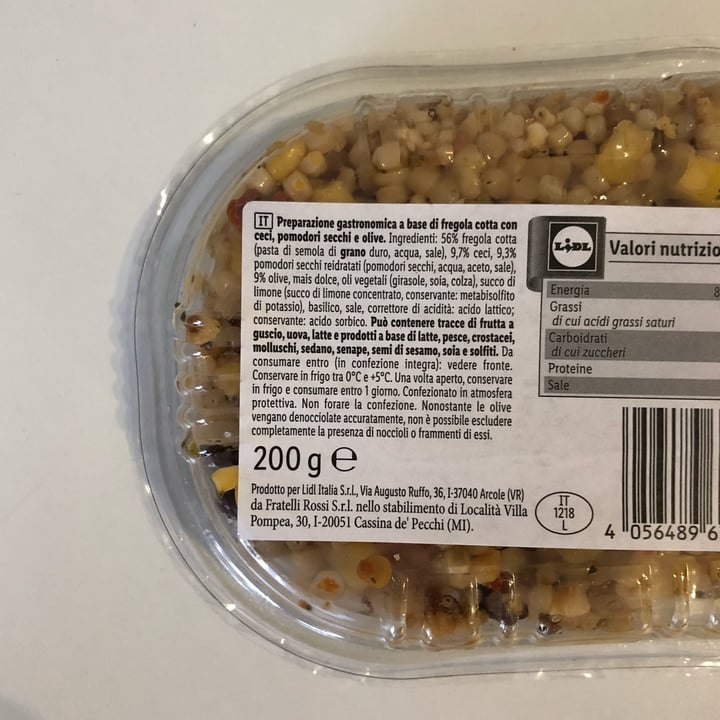 IT Preparazione gastronomica a base di fregola cotta con
ceci, pomodori secchi e olive. Ingredienti: 56% fregola cotta
(pasta di semola di grano duro, acqua, sale), 9,7% ceci, 9,3%
pomodori secchi reidratati (pomodori secchi, acqua, aceto, sale),
9% olive, mais dolce, oli vegetali (girasole, soia, colza), succo di
limone (succo di limone concentrato, conservante: metabisolfito
di potassio), basilico, sale, correttore di acidità: acido lattico;
conservante: acido sorbico. Può contenere tracce di frutta a
guscio, uova, latte e prodotti a base di latte, pesce, crostacei,
molluschi, sedano, senape, semi di sesamo, soia e solfiti. Da
consumare entro (in confezione integra): vedere fronte.
Conservare in frigo tra 0°C e +5°C. Una volta aperto, conservare
in frigo e consumare entro 1 giorno. Confezionato in atmosfera
protettiva. Non forare la confezione. Nonostante le olive
vengano denocciolate accuratamente, non è possibile escludere
completamente la presenza di noccioli o frammenti di essi.
200 g e
Prodotto per Lidl Italia S.r.l., Via Augusto Ruffo, 36, I-37040 Arcole (VR)
da Fratelli Rossi S.r.l. nello stabilimento di Località Villa
Pompea, 30, I-20051 Cassina de' Pecchi (MI).
IT
1218
L
LIDL
Valori nutrizio
Energia 8
Grassi
di cui acidi grassi saturi
Carboidrati
di cui zuccheri
Proteine
Sale
4 056489 6